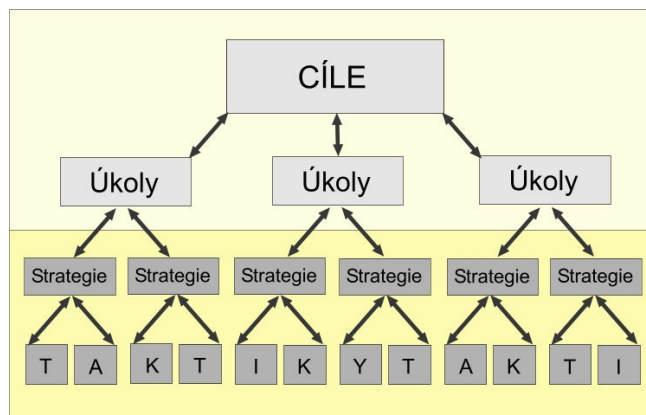 CÍLE
Úkoly Úkoly Úkoly
Strategie Strategie Strategie Strategie Strategie Strategie
T A K T I K Y T A K T I